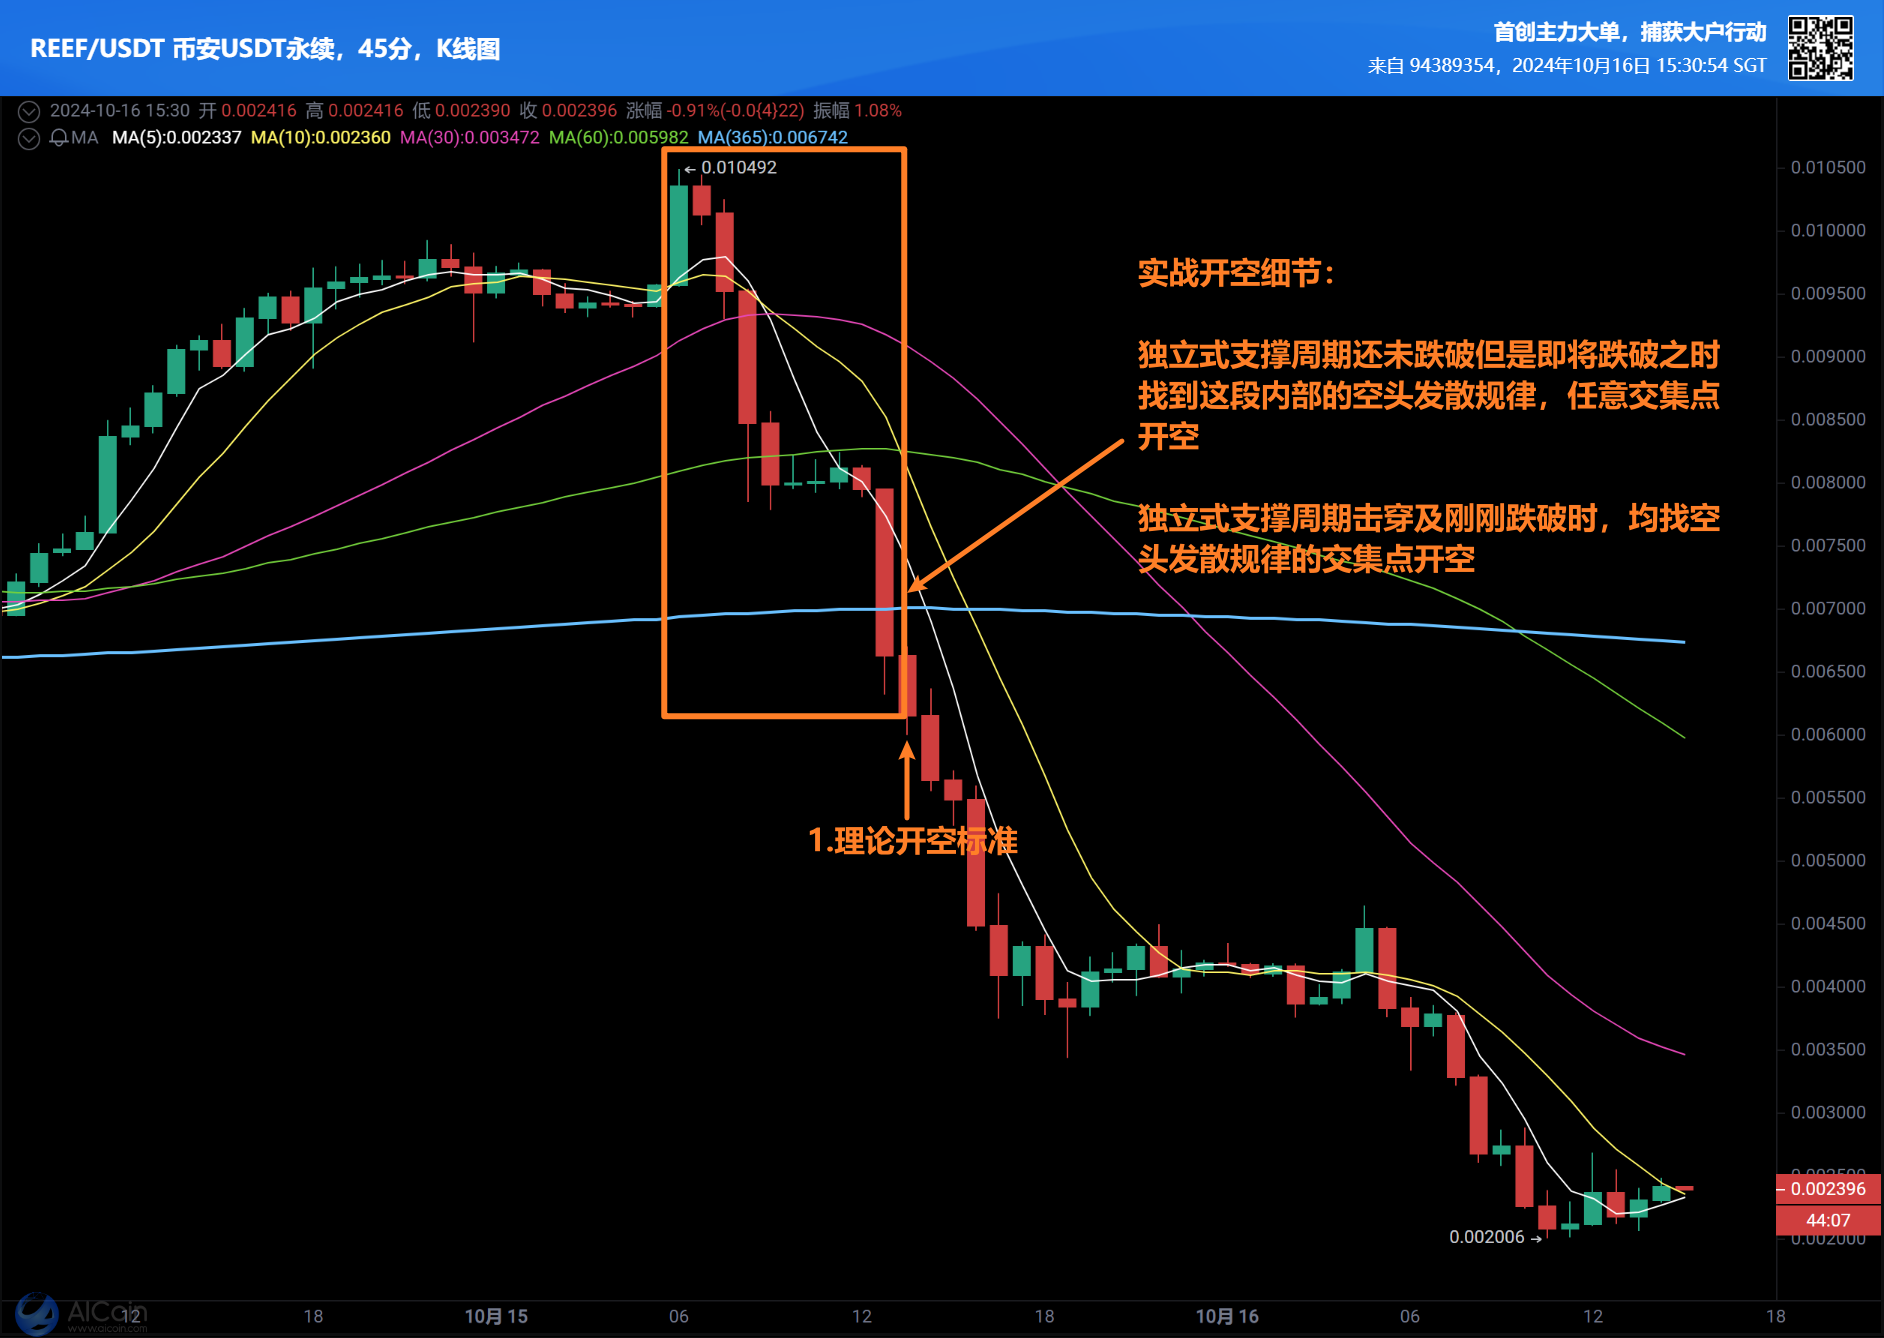 REEF/USDT 币安USDT永续，45分，K线图
首创主力大单，捕获大户行动
来自 94389354，2024年10月16日 15:30:54 SGT
2024-10-16 15:30 开 0.002416 高 0.002416 低 0.002390 收 0.002396 涨幅 -0.91%(-0.0{4}22) 振幅 1.08%
MA MA(5):0.002337 MA(10):0.002360 MA(30):0.003472 MA(60):0.005982 MA(365):0.006742
←0.010492
实战开空细节：
独立式支撑周期还未跌破但是即将跌破之时
找到这段内部的空头发散规律，任意交集点
开空
独立式支撑周期击穿及刚刚跌破时，均找空
头发散规律的交集点开空
1.理论开空标准
0.002006→
0.010500
0.010000
0.009500
0.009000
0.008500
0.008000
0.007500
0.007000
0.006500
0.006000
0.005500
0.005000
0.004500
0.004000
0.003500
0.003000
0.002500
0.002396
44:07
0.002000
AICoin
www.aicoin.com
12 18 10月 15 06 12 18 10月 16 06 12 18